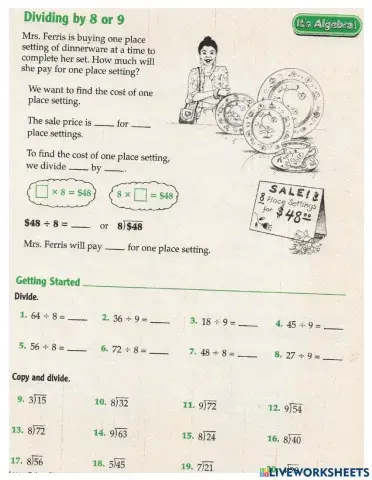 Dividing by 8 or 9
It's Algebra!
Mrs. Ferris is buying one place
setting of dinnerware at a time to
complete her set. How much will
she pay for one place setting?
We want to find the cost of one
place setting.
The sale price is ____ for ____
place settings.
To find the cost of one place setting,
we divide ____ by ____.
□ × 8 = $48 8 × □ = $48
SALE!
8 Place Settings
for $48.00
$48 ÷ 8 = ____ or 8)$48
Mrs. Ferris will pay ____ for one place setting.
Getting Started
Divide.
1. 64 ÷ 8 = ____ 2. 36 ÷ 9 = ____ 3. 18 ÷ 9 = ____ 4. 45 ÷ 9 = ____
5. 56 ÷ 8 = ____ 6. 72 ÷ 8 = ____ 7. 48 ÷ 8 = ____ 8. 27 ÷ 9 = ____
Copy and divide.
9. 3)15 10. 8)32 11. 9)72 12. 9)54
13. 8)72 14. 9)63 15. 8)24 16. 8)40
17. 8)56 18. 5)45 19. 7)21
LIVEWORKSHEETS